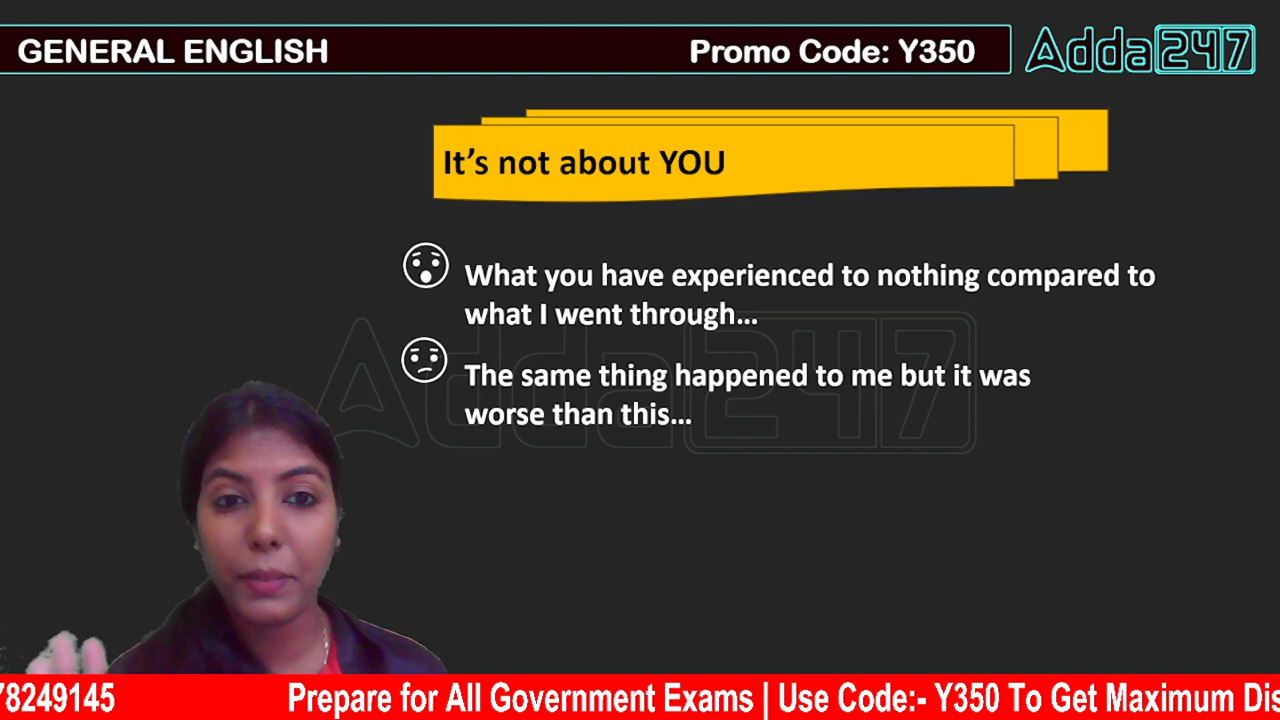 GENERAL ENGLISH
Promo Code: Y350
Adda247
It's not about YOU
What you have experienced to nothing compared to
what I went through...
The same thing happened to me but it was
worse than this...
Adda247
78249145 Prepare for All Government Exams | Use Code:- Y350 To Get Maximum Dis